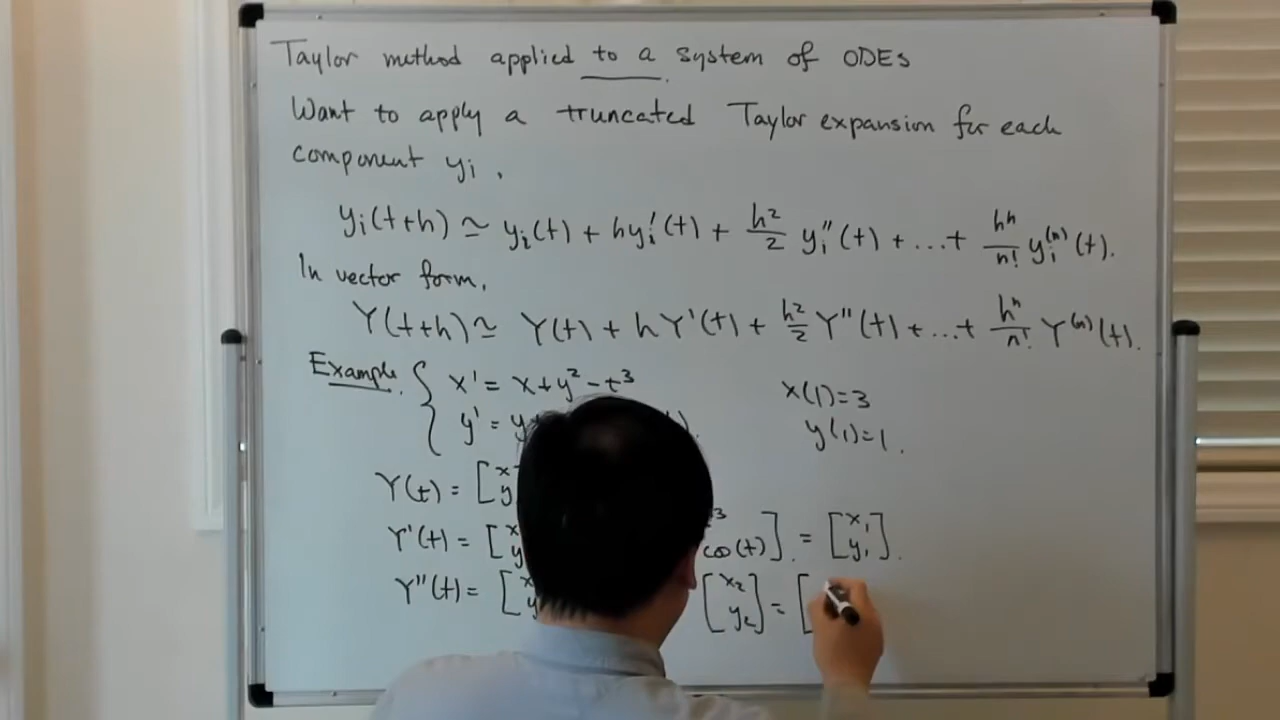 Taylor method applied to a system of ODEs
Want to apply a truncated Taylor expansion for each
component yi.
yi(t+h) ≃ yi(t) + hyi'(t) + h²/2 yi''(t) + ... + hⁿ/n! yi⁽ⁿ⁾(t).
In vector form,
Y(t+h) ≃ Y(t) + hY'(t) + h²/2 Y''(t) + ... + hⁿ/n! Y⁽ⁿ⁾(t).
Example. { x' = x + y² - t³ x(1)=3
y' = y y(1)=1.
Y(t) = [x y
Y'(t) = [x y ³ cos(t)]. = [x₁ y₁].
Y''(t) = [x y [x₂ y₂] = [